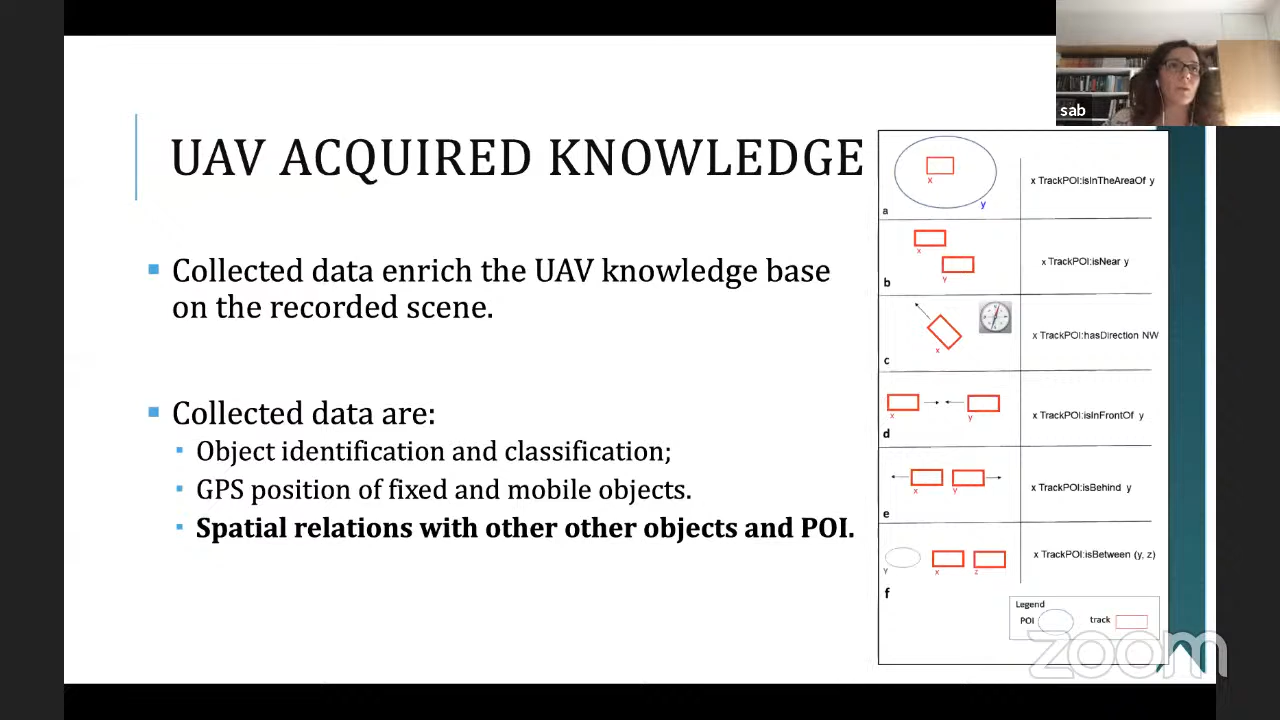 sab
UAV ACQUIRED KNOWLEDGE
Collected data enrich the UAV knowledge base
on the recorded scene.
Collected data are:
Object identification and classification;
GPS position of fixed and mobile objects.
Spatial relations with other other objects and POI.
x
y
a
x TrackPOI:isInTheAreaOf y
x
y
b
x TrackPOI:isNear y
x
c
x TrackPOI:hasDirection NW
x
y
d
x TrackPOI:isInFrontOf y
x
Y
e
x TrackPOI:isBehind y
Y
x
z
f
x TrackPOI:isBetween (y, z)
Legend
POI
track
zoom